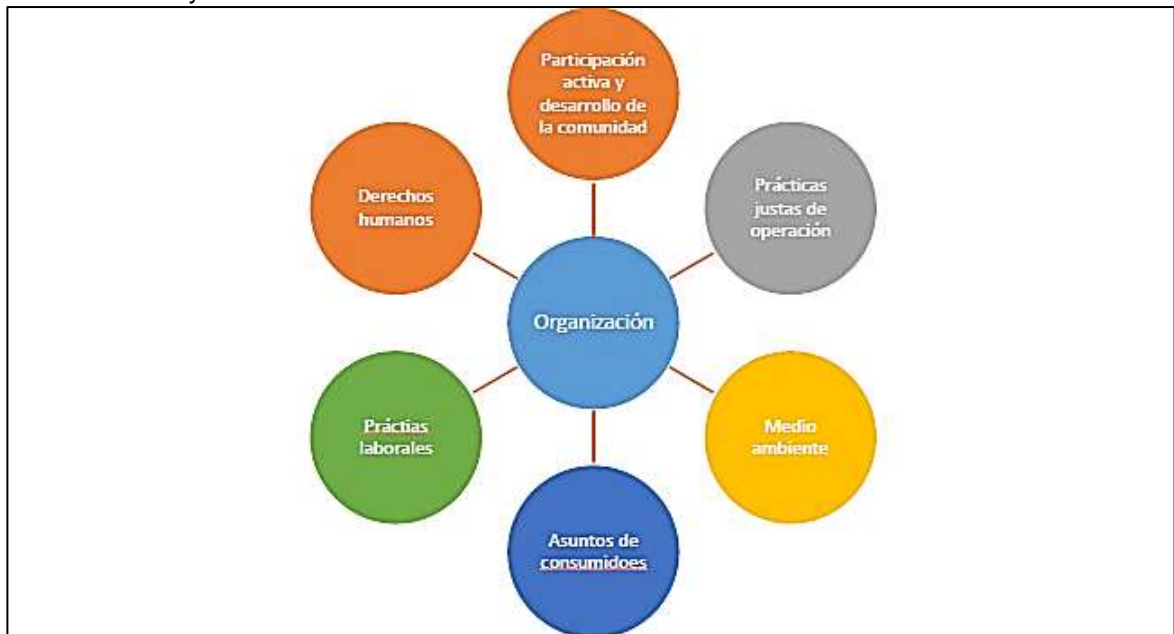 Participación
activa y
desarrollo de
la comunidad
Derechos
humanos
Prácticas
justas de
operación
Organización
Práctias
laborales
Medio
ambiente
Asuntos de
consumidoes